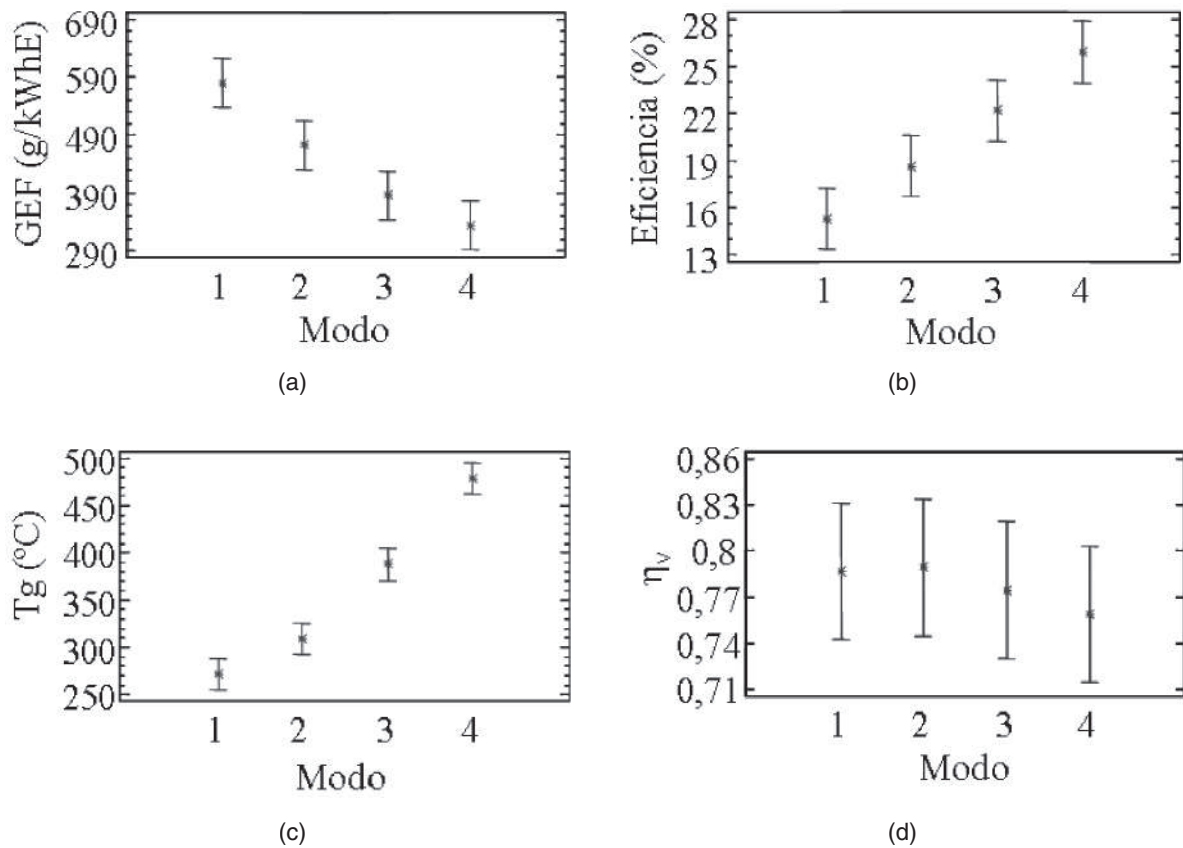 GEF (g/kWhE)
690
590
490
390
290
1 2 3 4
Modo
(a)
Eficiencia (%)
28
25
22
19
16
13
1 2 3 4
Modo
(b)
Tg (°C)
500
450
400
350
300
250
1 2 3 4
Modo
(c)
ηv
0,86
0,83
0,8
0,77
0,74
0,71
1 2 3 4
Modo
(d)